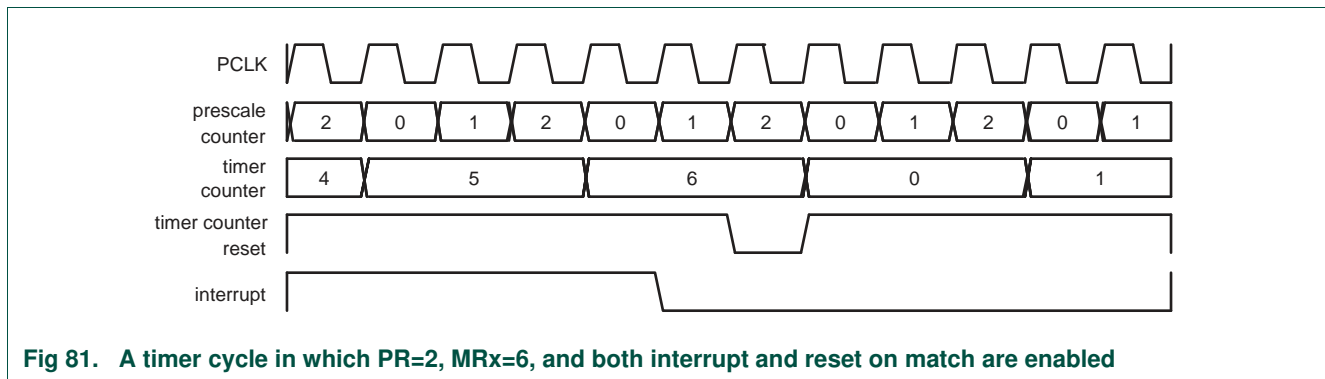 PCLK
prescale
counter
2 0 1 2 0 1 2 0 1 2 0 1
timer
counter
4 5 6 0 1
timer counter
reset
interrupt
Fig 81. A timer cycle in which PR=2, MRx=6, and both interrupt and reset on match are enabled